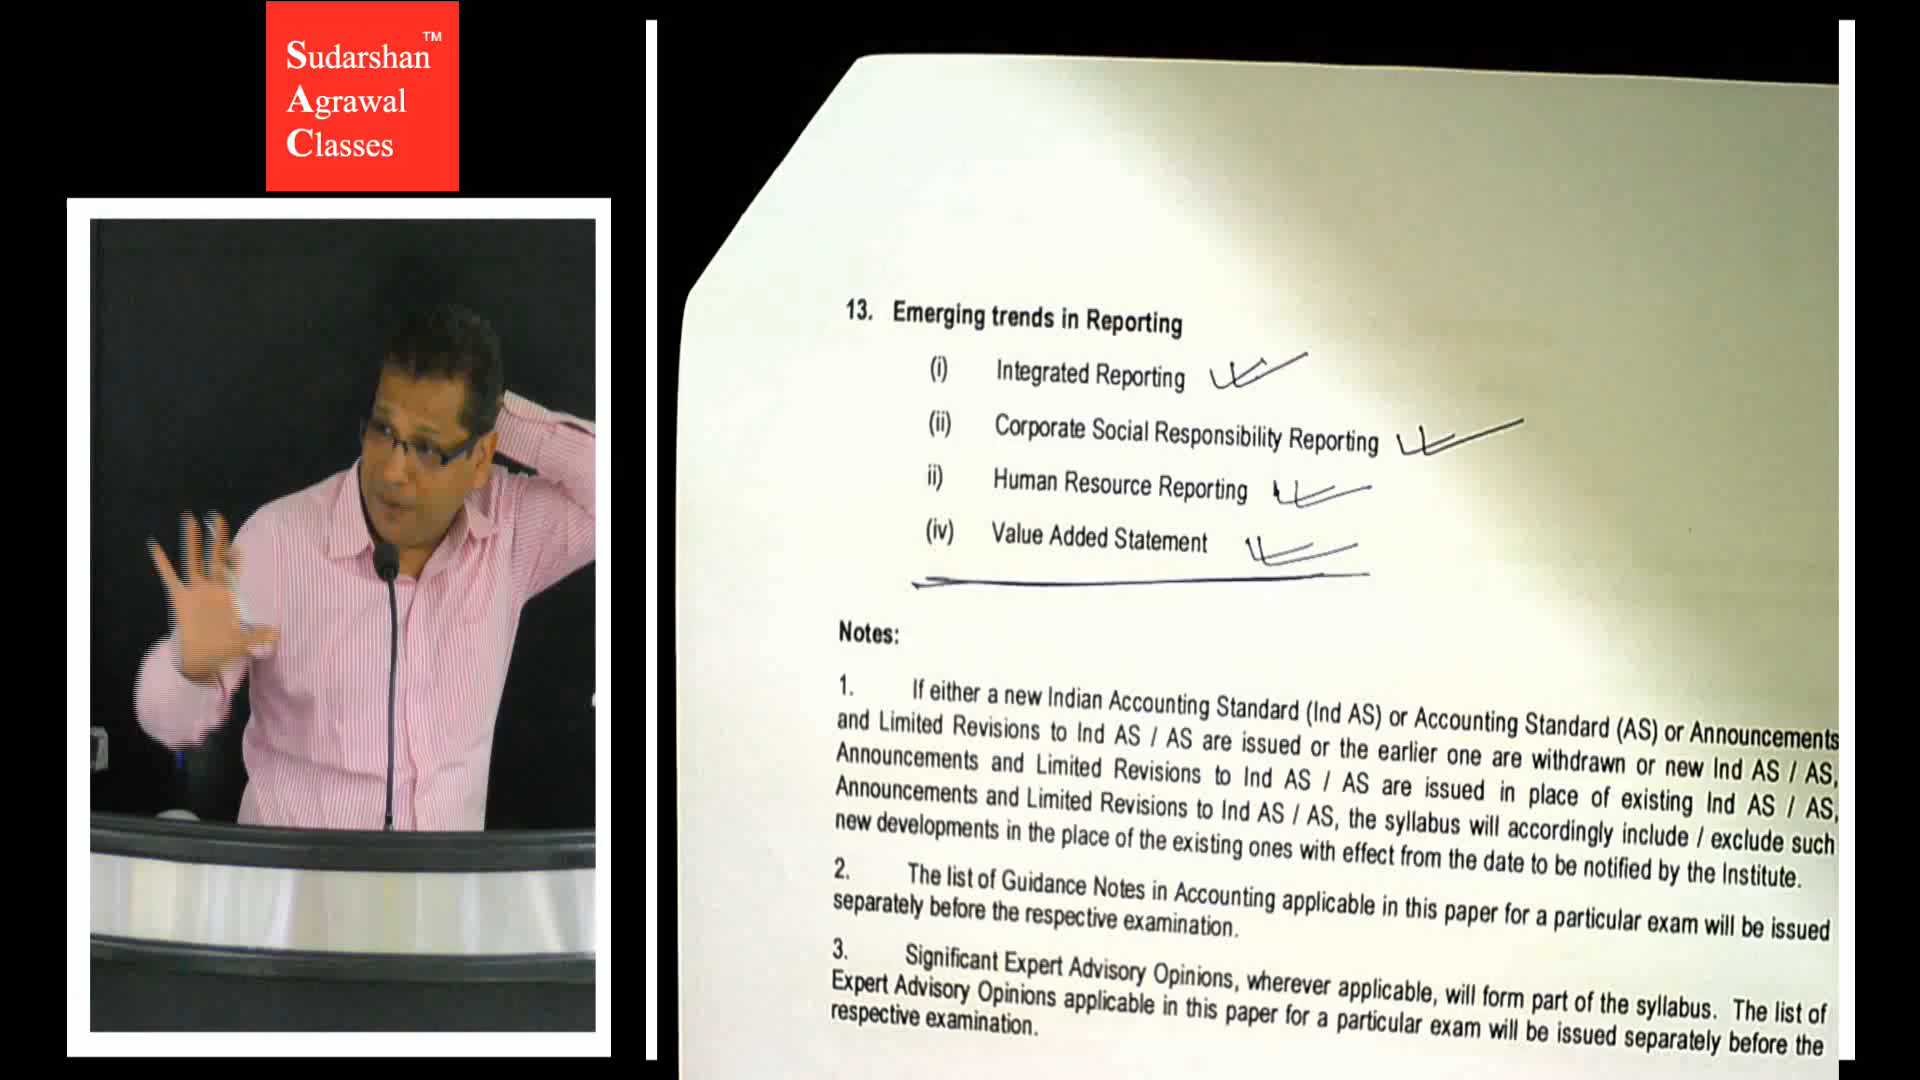 Sudarshan™
Agrawal
Classes
13. Emerging trends in Reporting
(i) Integrated Reporting
(ii) Corporate Social Responsibility Reporting
ii) Human Resource Reporting
(iv) Value Added Statement
Notes:
1. If either a new Indian Accounting Standard (Ind AS) or Accounting Standard (AS) or Announcements
and Limited Revisions to Ind AS / AS are issued or the earlier one are withdrawn or new Ind AS / AS,
Announcements and Limited Revisions to Ind AS / AS are issued in place of existing Ind AS / AS,
Announcements and Limited Revisions to Ind AS / AS, the syllabus will accordingly include / exclude such
new developments in the place of the existing ones with effect from the date to be notified by the Institute.
2. The list of Guidance Notes in Accounting applicable in this paper for a particular exam will be issued
separately before the respective examination.
3. Significant Expert Advisory Opinions, wherever applicable, will form part of the syllabus. The list of
Expert Advisory Opinions applicable in this paper for a particular exam will be issued separately before the
respective examination.